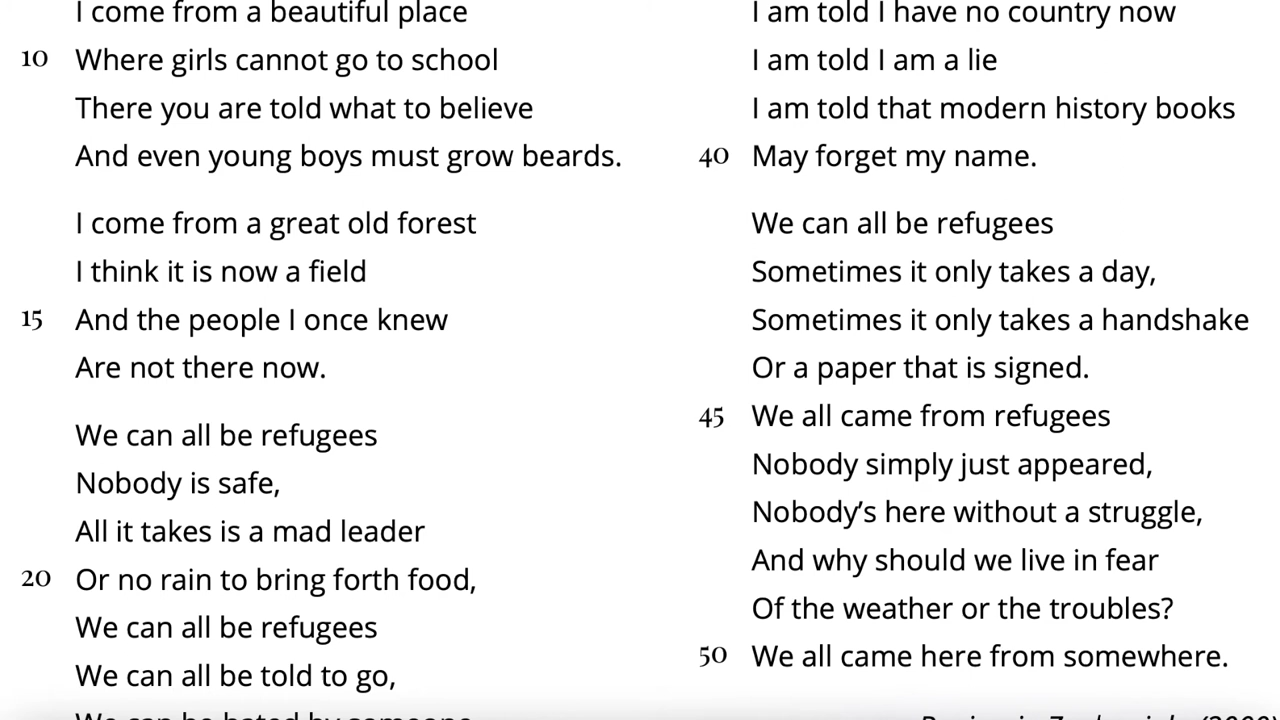 I come from a beautiful place
10 Where girls cannot go to school
There you are told what to believe
And even young boys must grow beards.
I come from a great old forest
I think it is now a field
15 And the people I once knew
Are not there now.
We can all be refugees
Nobody is safe,
All it takes is a mad leader
20 Or no rain to bring forth food,
We can all be refugees
We can all be told to go,
We can be hated by someone
I am told I have no country now
I am told I am a lie
I am told that modern history books
40 May forget my name.
We can all be refugees
Sometimes it only takes a day,
Sometimes it only takes a handshake
Or a paper that is signed.
45 We all came from refugees
Nobody simply just appeared,
Nobody’s here without a struggle,
And why should we live in fear
Of the weather or the troubles?
50 We all came here from somewhere.